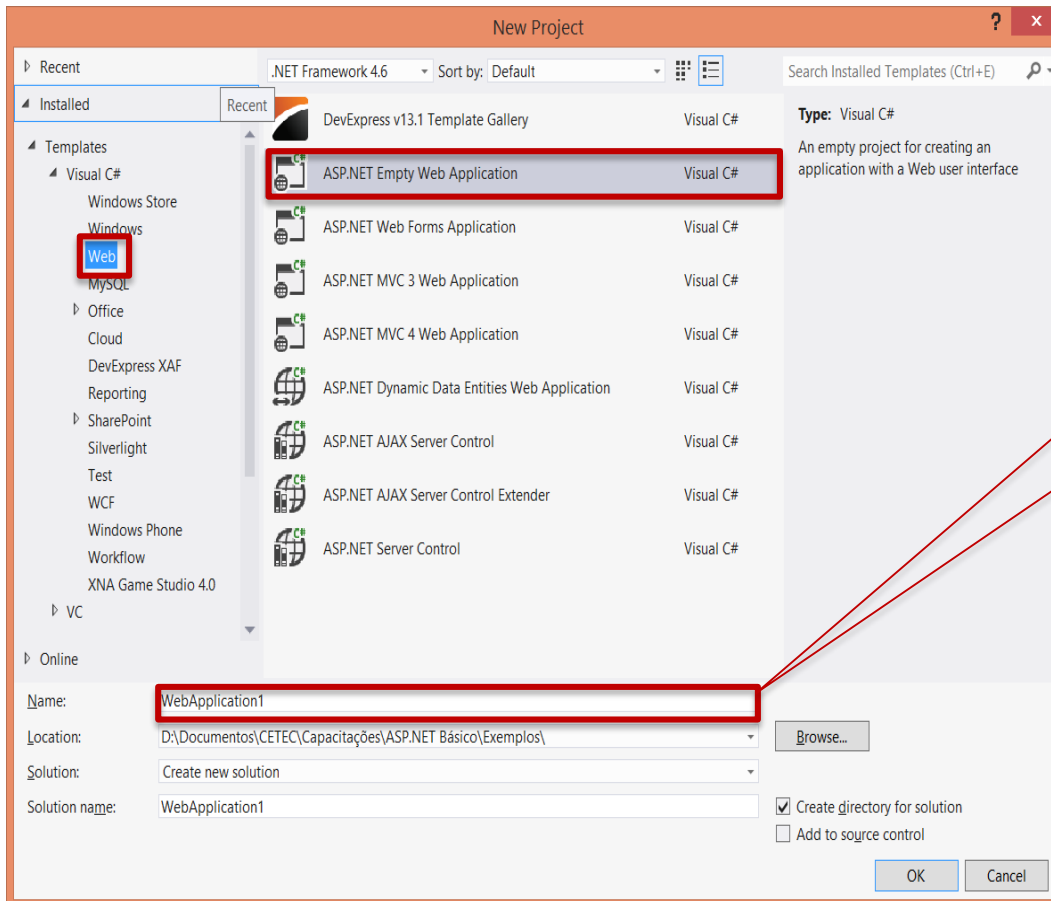 New Project
?
x
Recent
Installed
Recent
Templates
Visual C#
Windows Store
Windows
Web
MySQL
Office
Cloud
DevExpress XAF
Reporting
SharePoint
Silverlight
Test
WCF
Windows Phone
Workflow
XNA Game Studio 4.0
VC
Online
.NET Framework 4.6
Sort by: Default
DevExpress v13.1 Template Gallery Visual C#
ASP.NET Empty Web Application Visual C#
ASP.NET Web Forms Application Visual C#
ASP.NET MVC 3 Web Application Visual C#
ASP.NET MVC 4 Web Application Visual C#
ASP.NET Dynamic Data Entities Web Application Visual C#
ASP.NET AJAX Server Control Visual C#
ASP.NET AJAX Server Control Extender Visual C#
ASP.NET Server Control Visual C#
Search Installed Templates (Ctrl+E)
Type: Visual C#
An empty project for creating an
application with a Web user interface
Name: WebApplication1
Location: D:\Documentos\CETEC\Capacitações\ASP.NET Básico\Exemplos\
Browse...
Solution: Create new solution
Solution name: WebApplication1
Create directory for solution
Add to source control
OK
Cancel